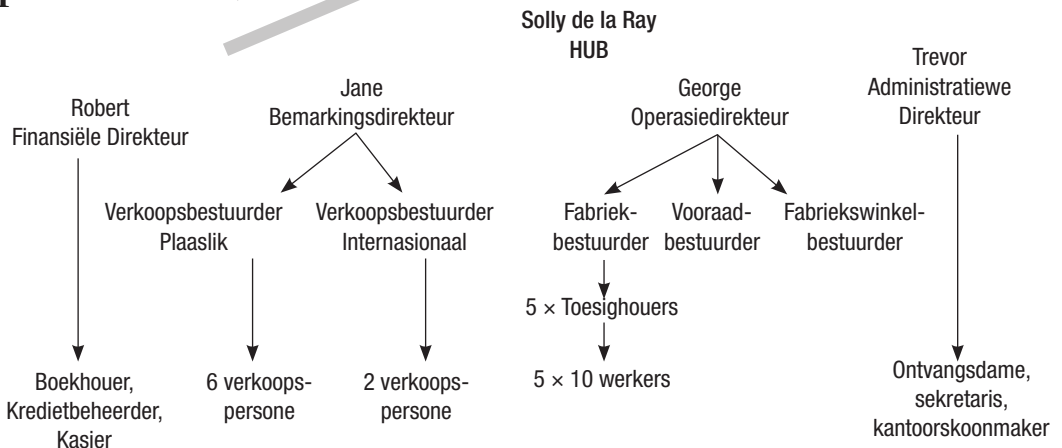 Solly de la Ray
HUB
Robert
Finansiële Direkteur
Jane
Bemarkingsdirekteur
George
Operasiedirekteur
Trevor
Administratiewe
Direkteur
Verkoopsbestuurder
Plaaslik
Verkoopsbestuurder
Internasionaal
Fabriek-
bestuurder
Vooraad-
bestuurder
Fabriekswinkel-
bestuurder
5 × Toesighouers
Boekhouer,
Kredietbeheerder,
Kasier
6 verkoops-
persone
2 verkoops-
persone
5 × 10 werkers
Ontvangsdame,
sekretaris,
kantoorskoonmaker